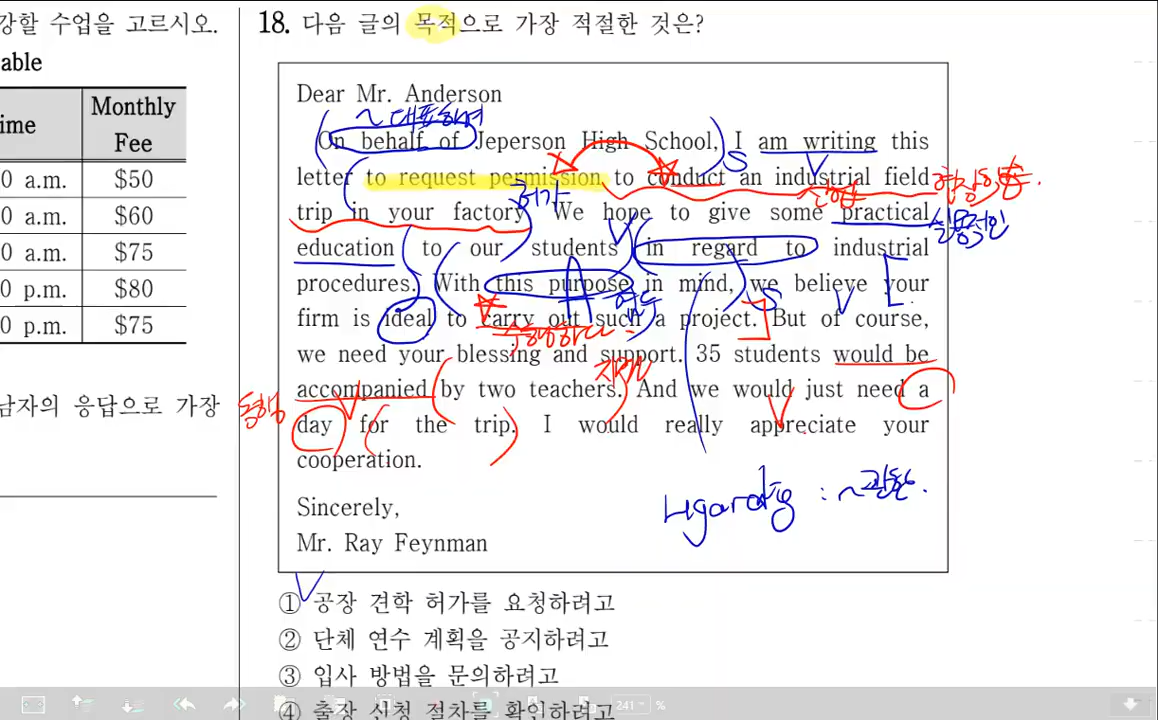 강할 수업을 고르시오.
able
ime Monthly Fee
0 a.m. $50
0 a.m. $60
0 a.m. $75
0 p.m. $80
0 p.m. $75
남자의 응답으로 가장
18. 다음 글의 목적으로 가장 적절한 것은?
Dear Mr. Anderson
~ 대표하여
On behalf of Jeperson High School, I am writing this
S V
letter to request permission to conduct an industrial field
허가
trip in your factory. We hope to give some practical
실용적인
education to our students in regard to industrial
procedures. With this purpose in mind, we believe your
S V
firm is ideal to carry out such a project. But of course,
수행하다
we need your blessing and support. 35 students would be
지원
accompanied by two teachers. And we would just need a
동행
day for the trip. I would really appreciate your
cooperation.
regarding : ~관한.
Sincerely,
Mr. Ray Feynman
① 공장 견학 허가를 요청하려고
② 단체 연수 계획을 공지하려고
③ 입사 방법을 문의하려고
④ 출장 신청 절차를 확인하려고
241 %